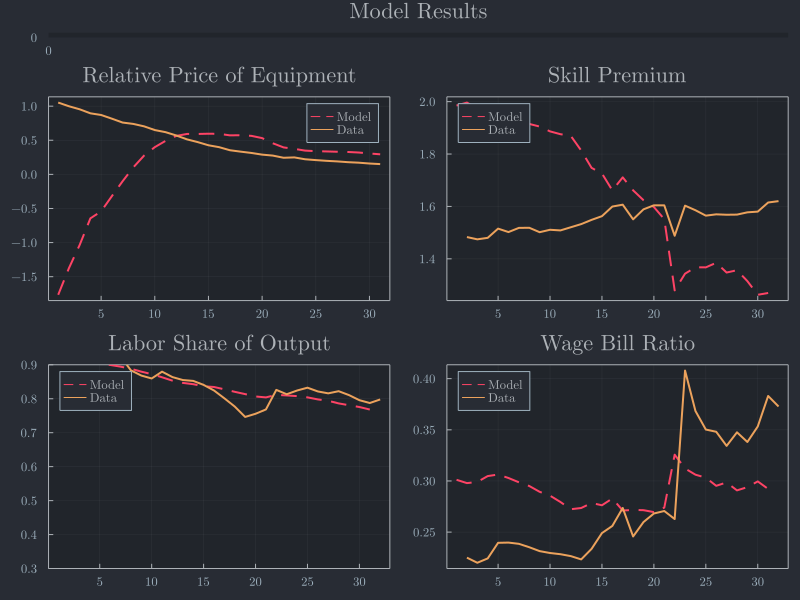 Model Results
0
0
Relative Price of Equipment
1.0
0.5
0.0
−0.5
−1.0
−1.5
5 10 15 20 25 30
Model
Data
Skill Premium
2.0
1.8
1.6
1.4
5 10 15 20 25 30
Model
Data
Labor Share of Output
0.9
0.8
0.7
0.6
0.5
0.4
0.3
5 10 15 20 25 30
Model
Data
Wage Bill Ratio
0.40
0.35
0.30
0.25
5 10 15 20 25 30
Model
Data